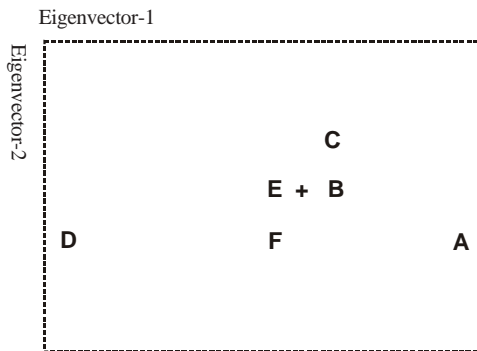 Eigenvector-1
Eigenvector-2
C
E + B
D F A